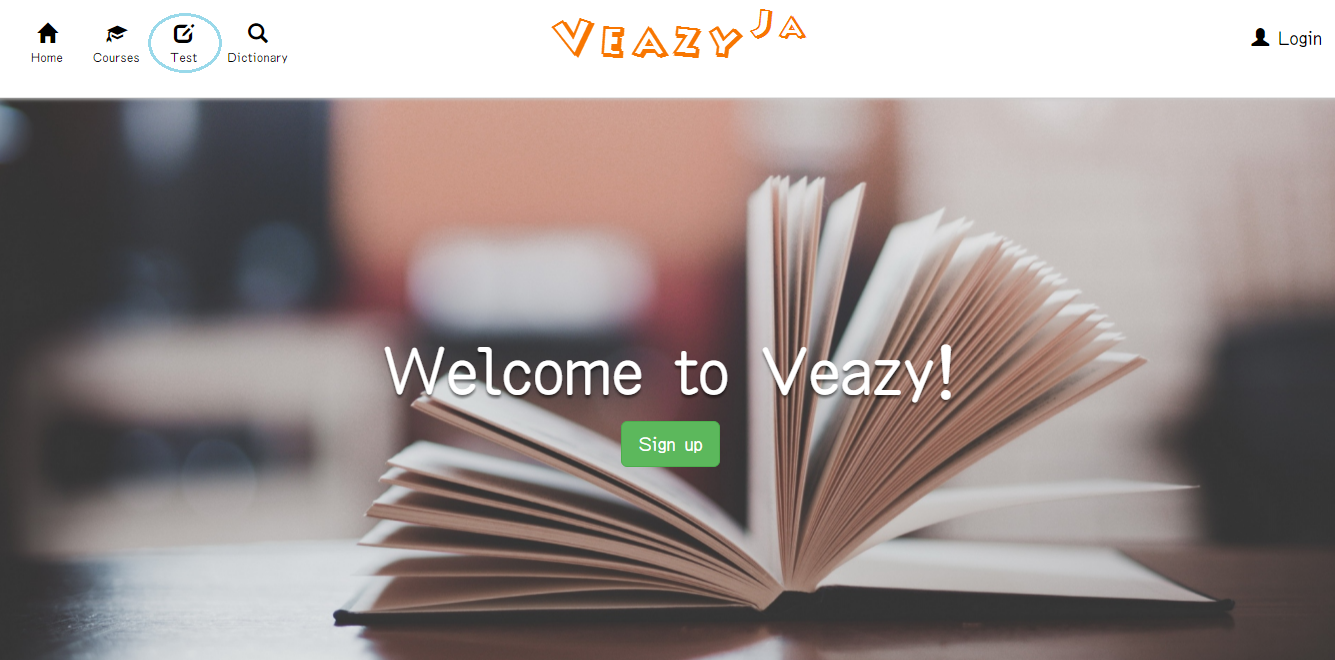 Home Courses Test Dictionary
VEAZY JA
Login
Welcome to Veazy!
Sign up